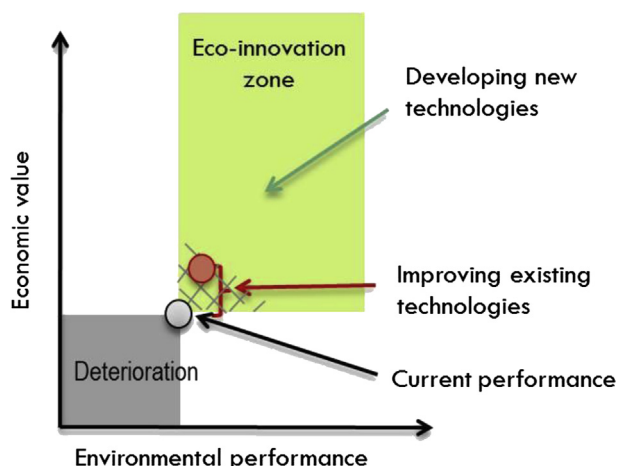 Eco-innovation
zone
Developing new
technologies
Economic value
Improving existing
technologies
Deterioration
Current performance
Environmental performance